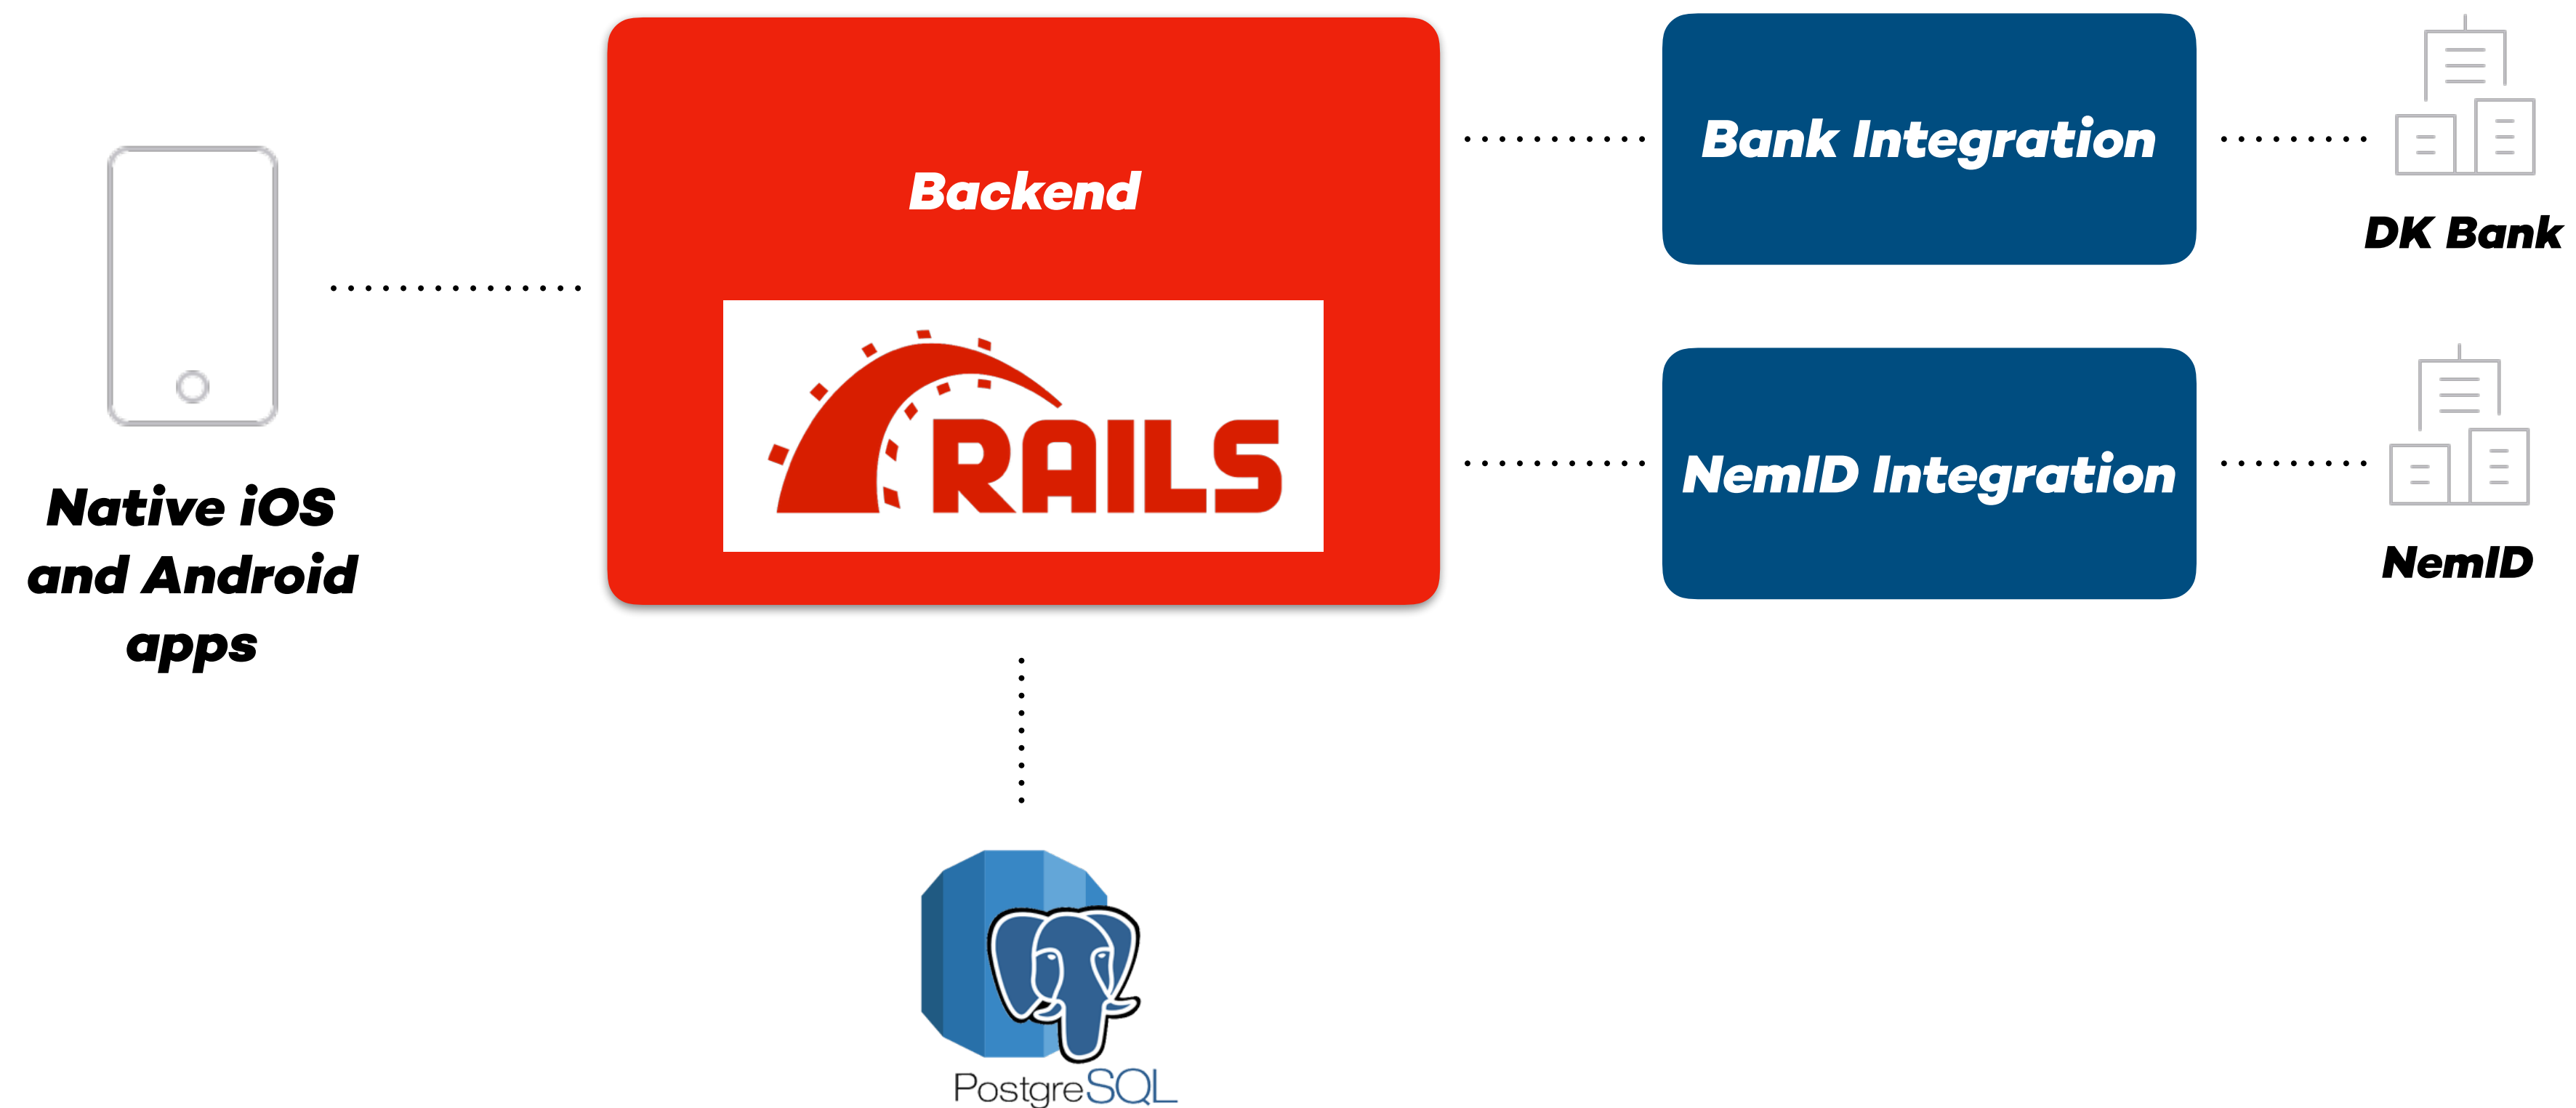 Backend
RAILS
Bank Integration
DK Bank
NemID Integration
NemID
Native iOS
and Android
apps
PostgreSQL